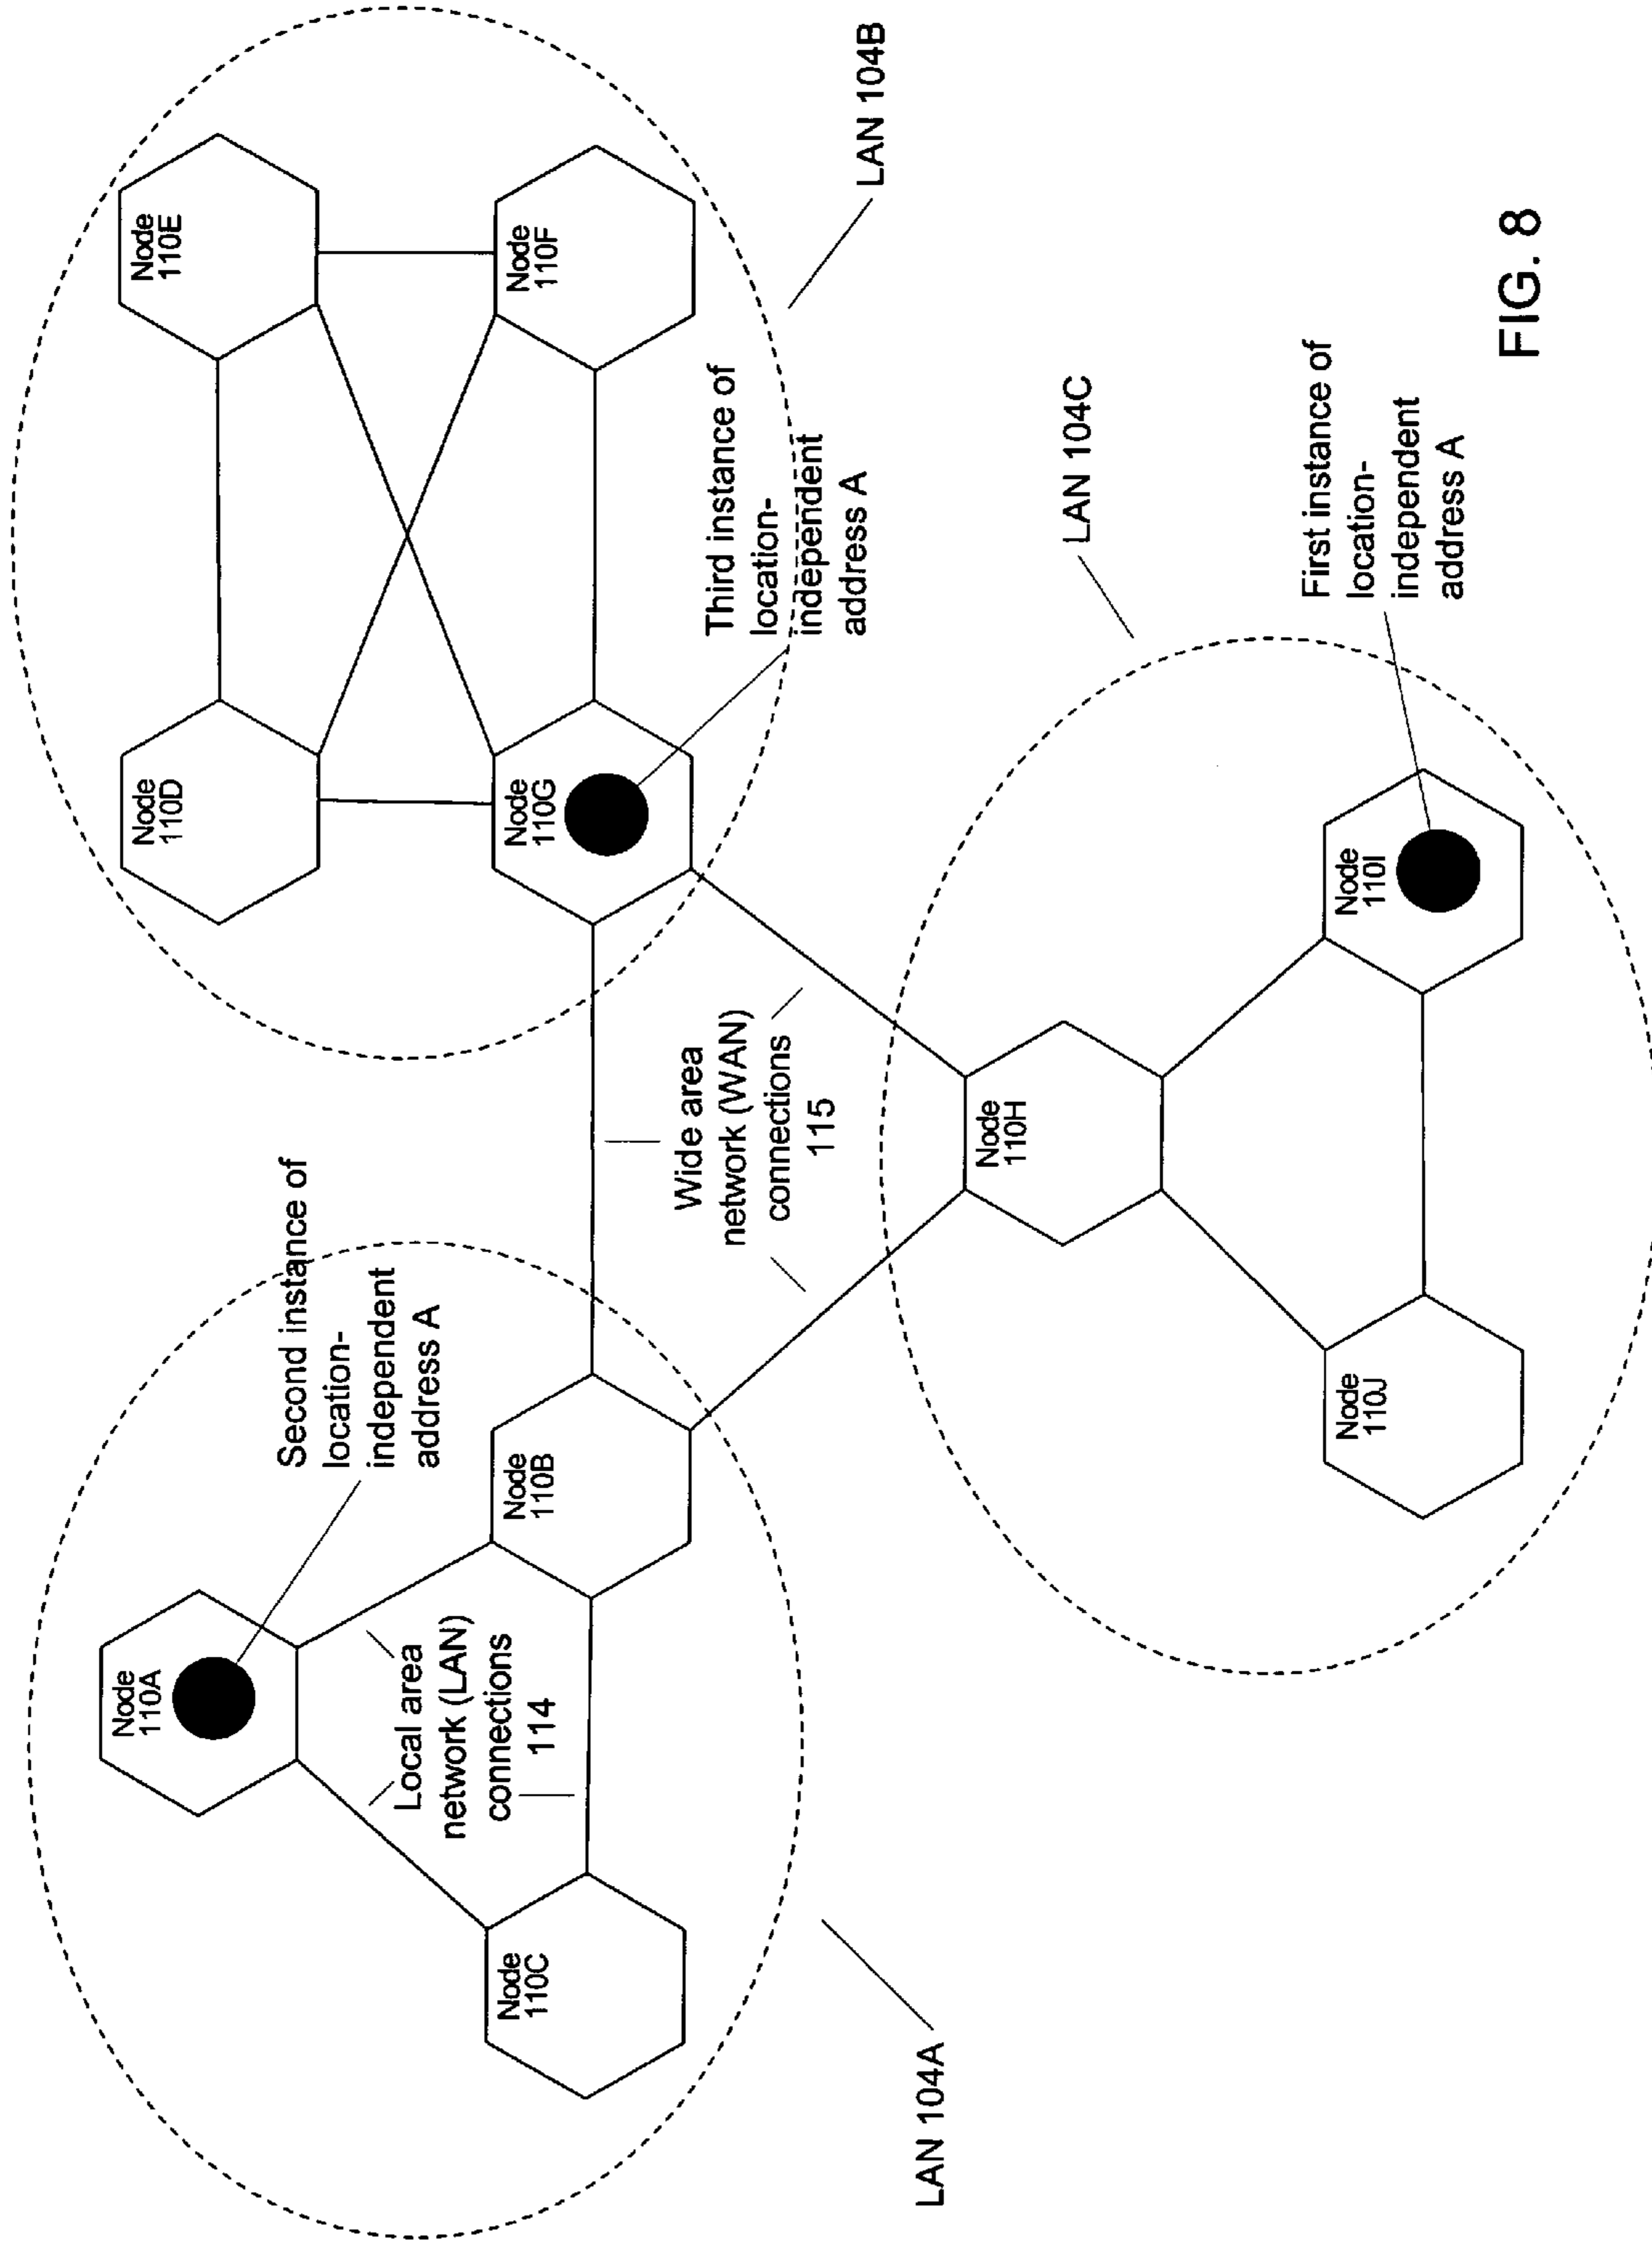 Node
110A
Second instance of
location-
independent
address A
Local area
network (LAN)
connections
114
Node
110B
Node
110C
LAN 104A
Node
110D
Node
110E
Node
110G
Node
110F
Third instance of
location-
independent
address A
LAN 104B
Wide area
network (WAN)
connections
115
Node
110H
LAN 104C
Node
110J
Node
110I
First instance of
location-
independent
address A
FIG. 8